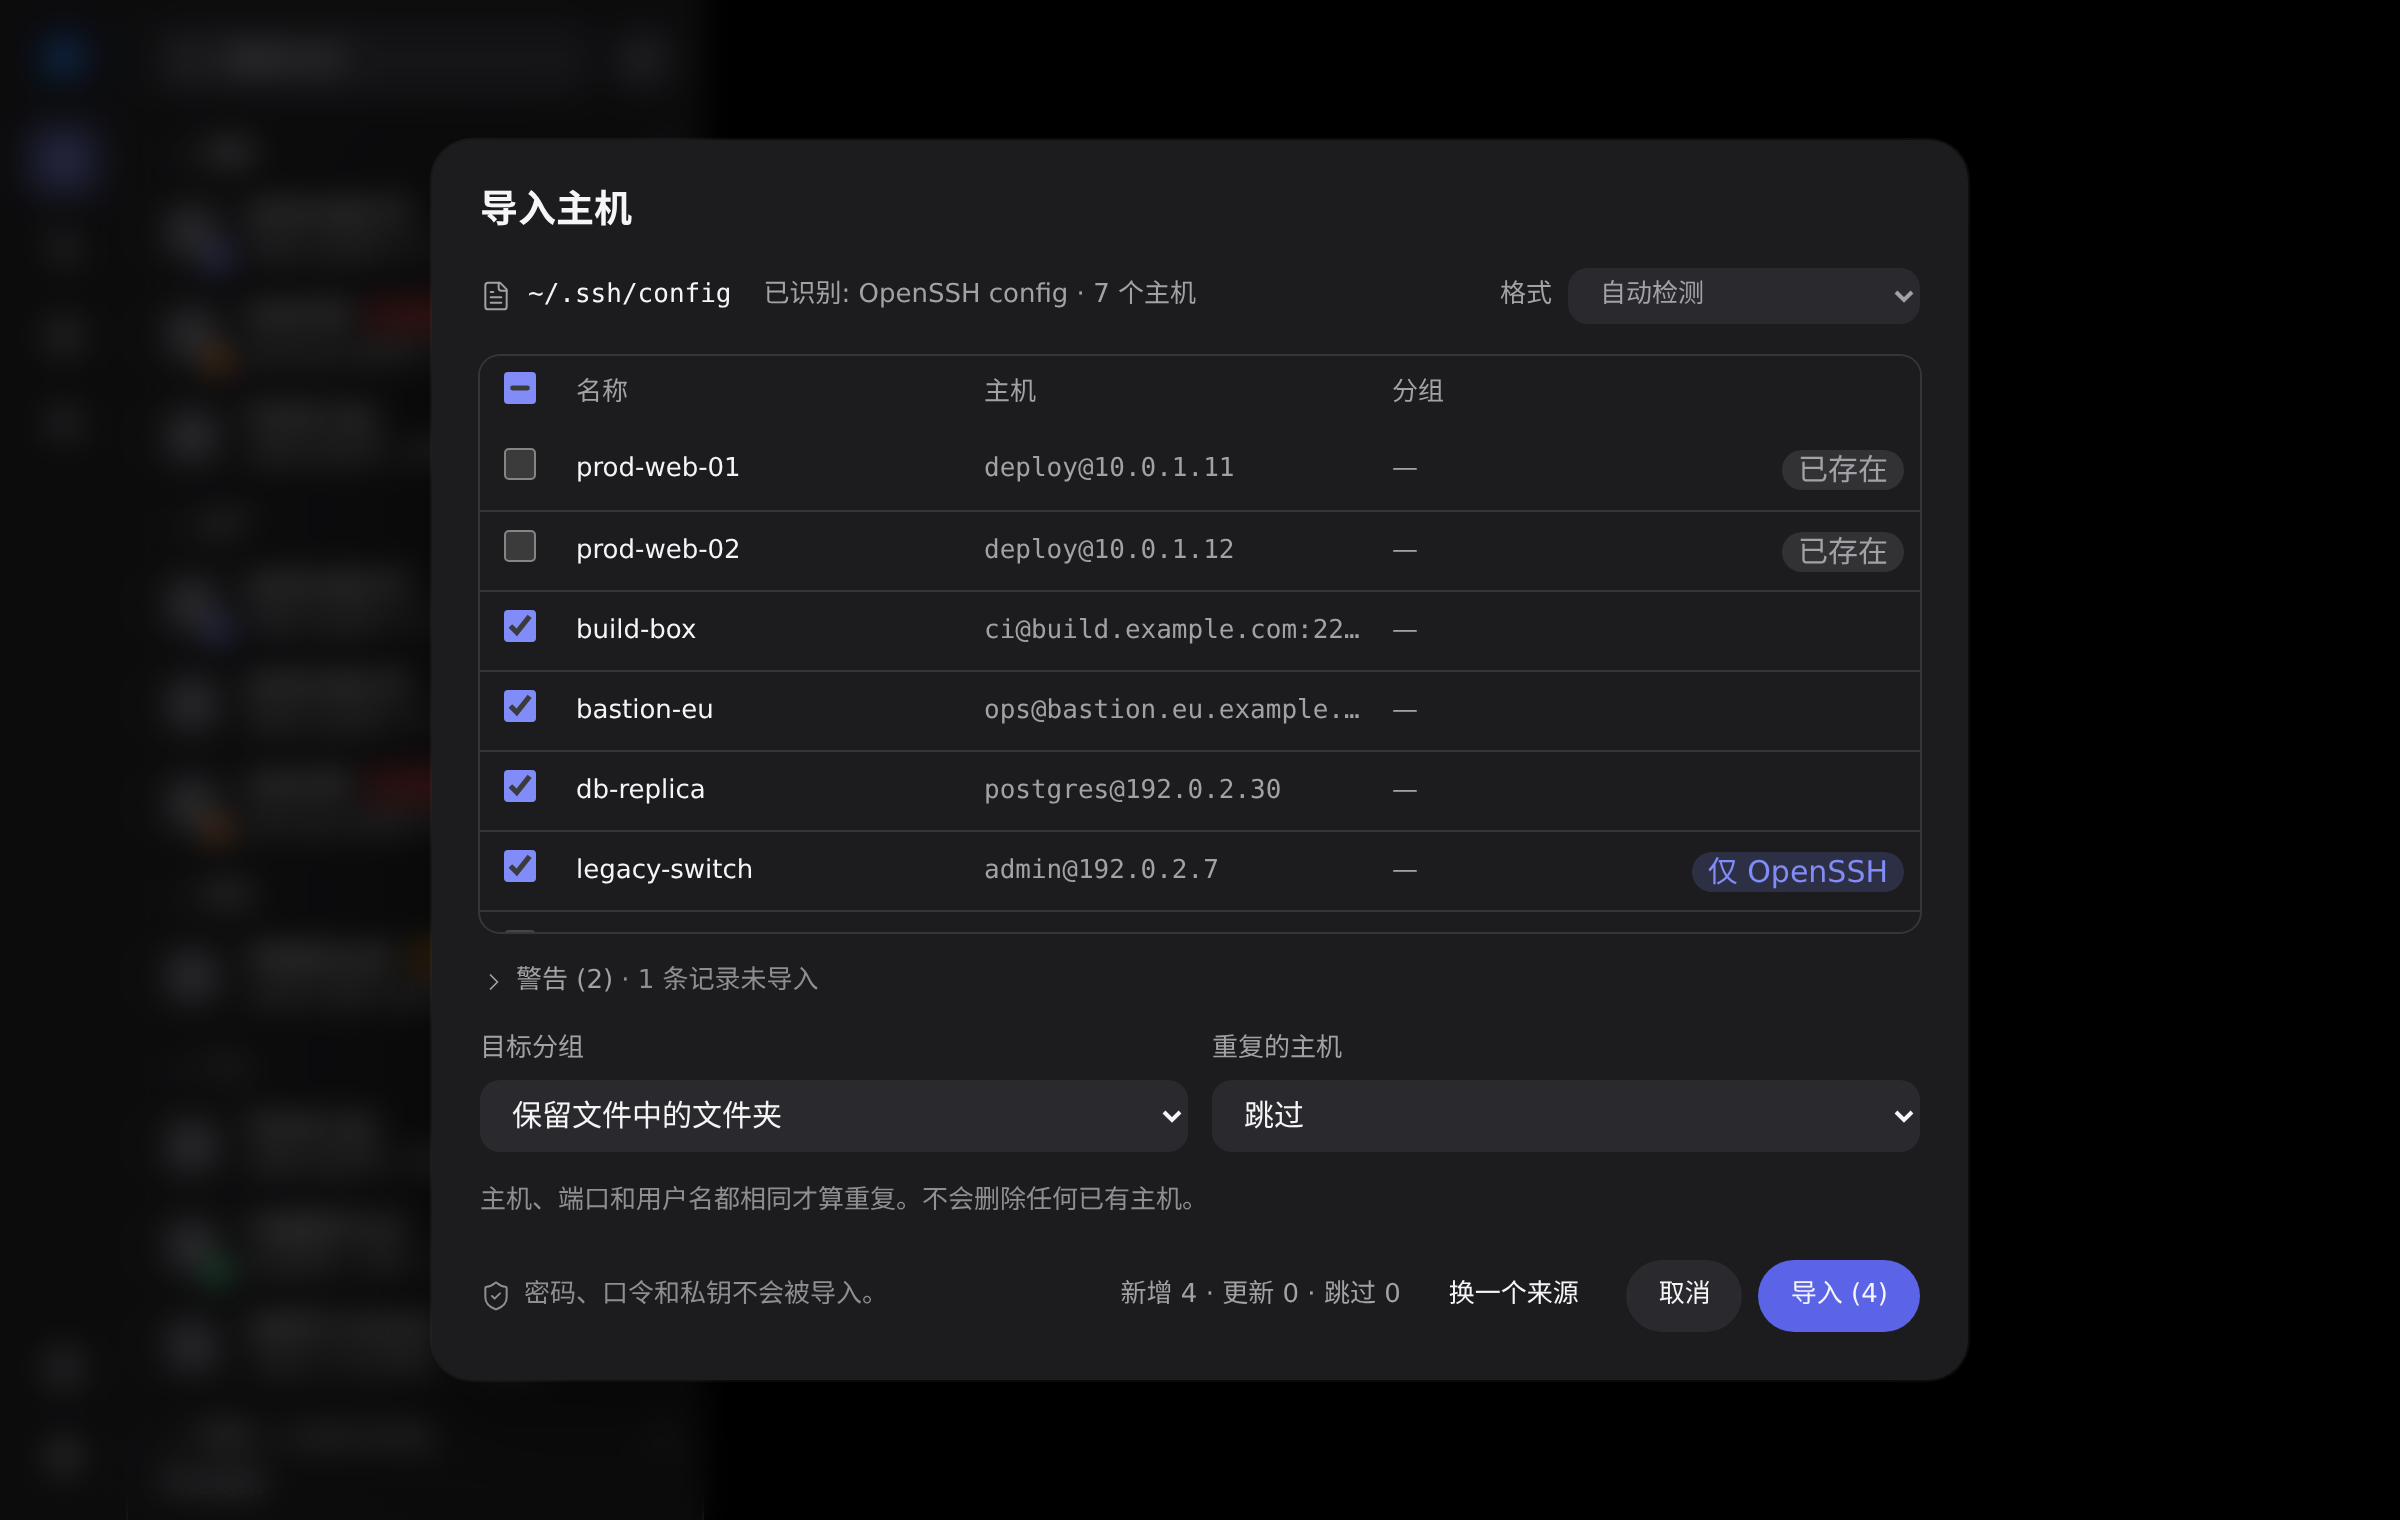 导入主机
~/.ssh/config 已识别: OpenSSH config · 7 个主机 格式 自动检测
名称 主机 分组
prod-web-01 deploy@10.0.1.11 — 已存在
prod-web-02 deploy@10.0.1.12 — 已存在
build-box ci@build.example.com:22… —
bastion-eu ops@bastion.eu.example.… —
db-replica postgres@192.0.2.30 —
legacy-switch admin@192.0.2.7 — 仅 OpenSSH
警告 (2) · 1 条记录未导入
目标分组 重复的主机
保留文件中的文件夹 跳过
主机、端口和用户名都相同才算重复。不会删除任何已有主机。
密码、口令和私钥不会被导入。 新增 4 · 更新 0 · 跳过 0 换一个来源 取消 导入 (4)